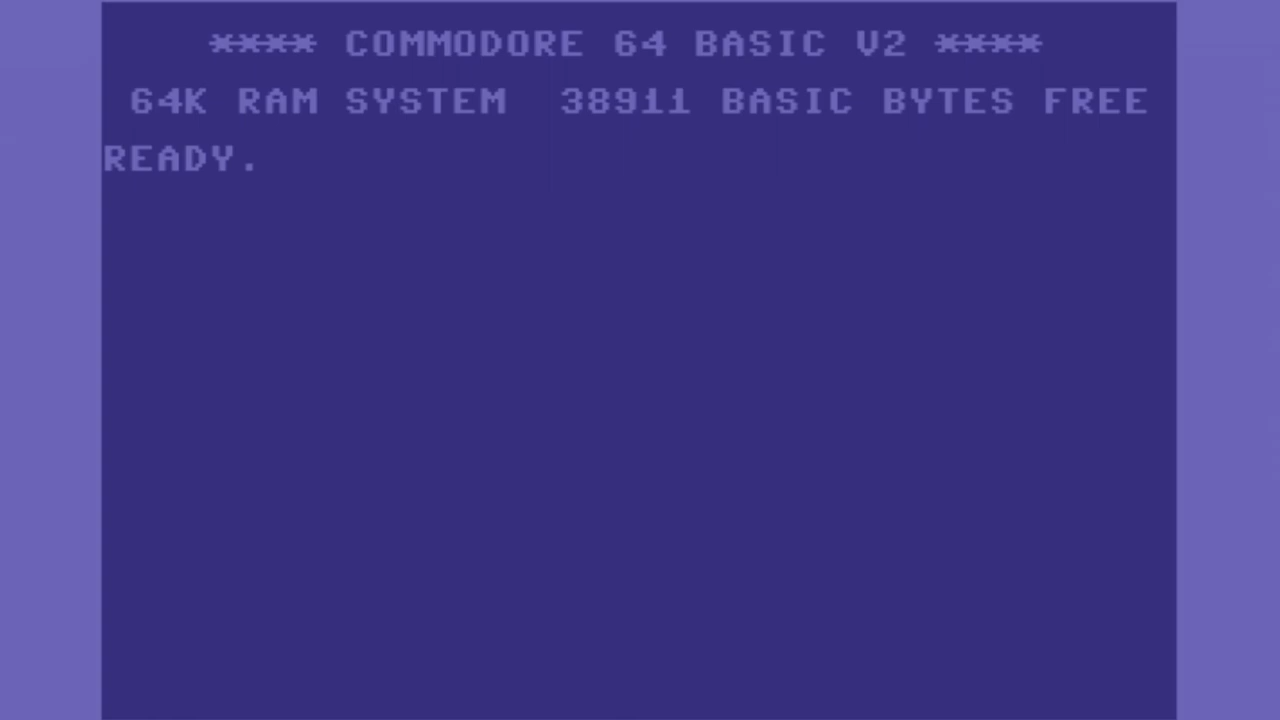 **** COMMODORE 64 BASIC V2 ****
64K RAM SYSTEM  38911 BASIC BYTES FREE
READY.